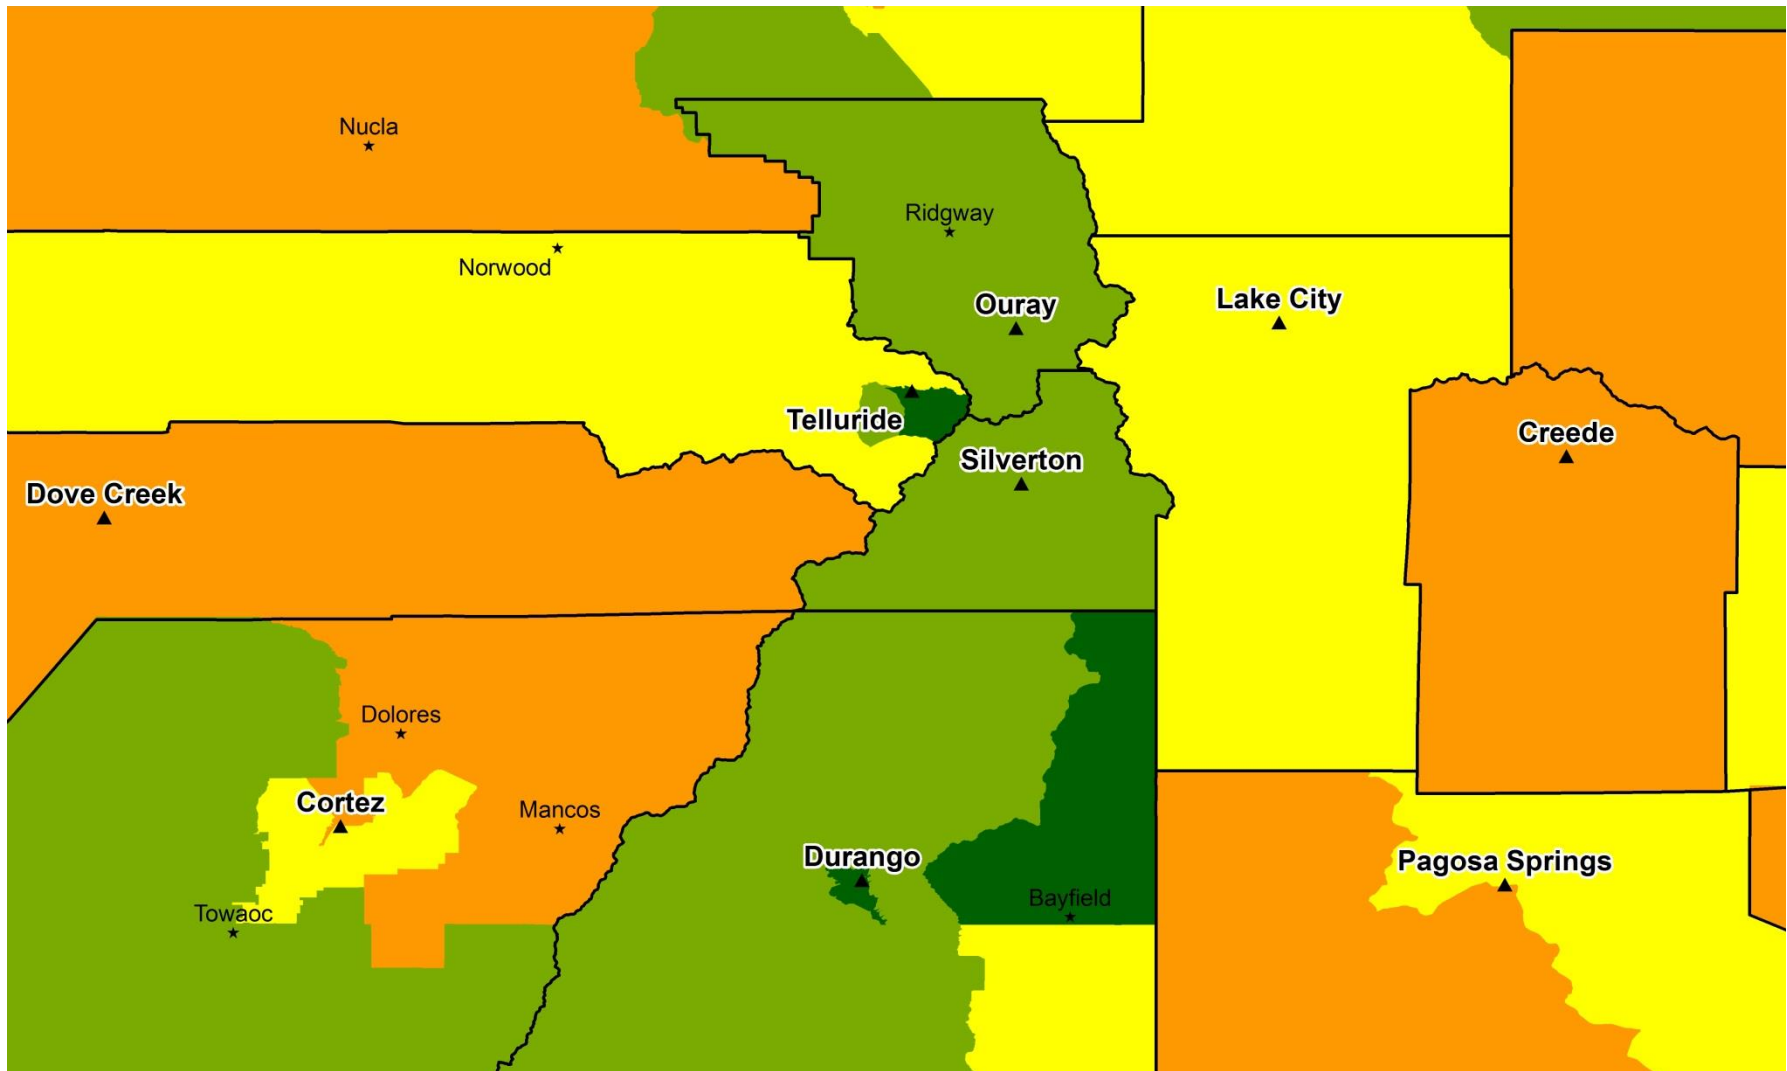 Nucla
Ridgway
Norwood
Ouray
Lake City
Telluride
Creede
Silverton
Dove Creek
Dolores
Cortez
Mancos
Durango
Pagosa Springs
Bayfield
Towaoc